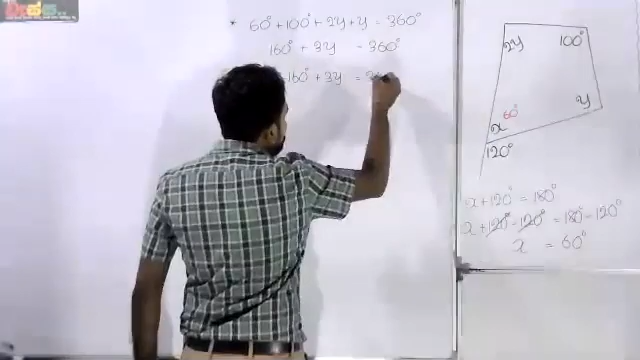 * 60° + 100° + 2y + y = 360°
160° + 3y = 360°
160° + 3y =
2y
100°
y
60°
x
120°
x + 120° = 180°
x + 120° - 120° = 180° - 120°
x = 60°